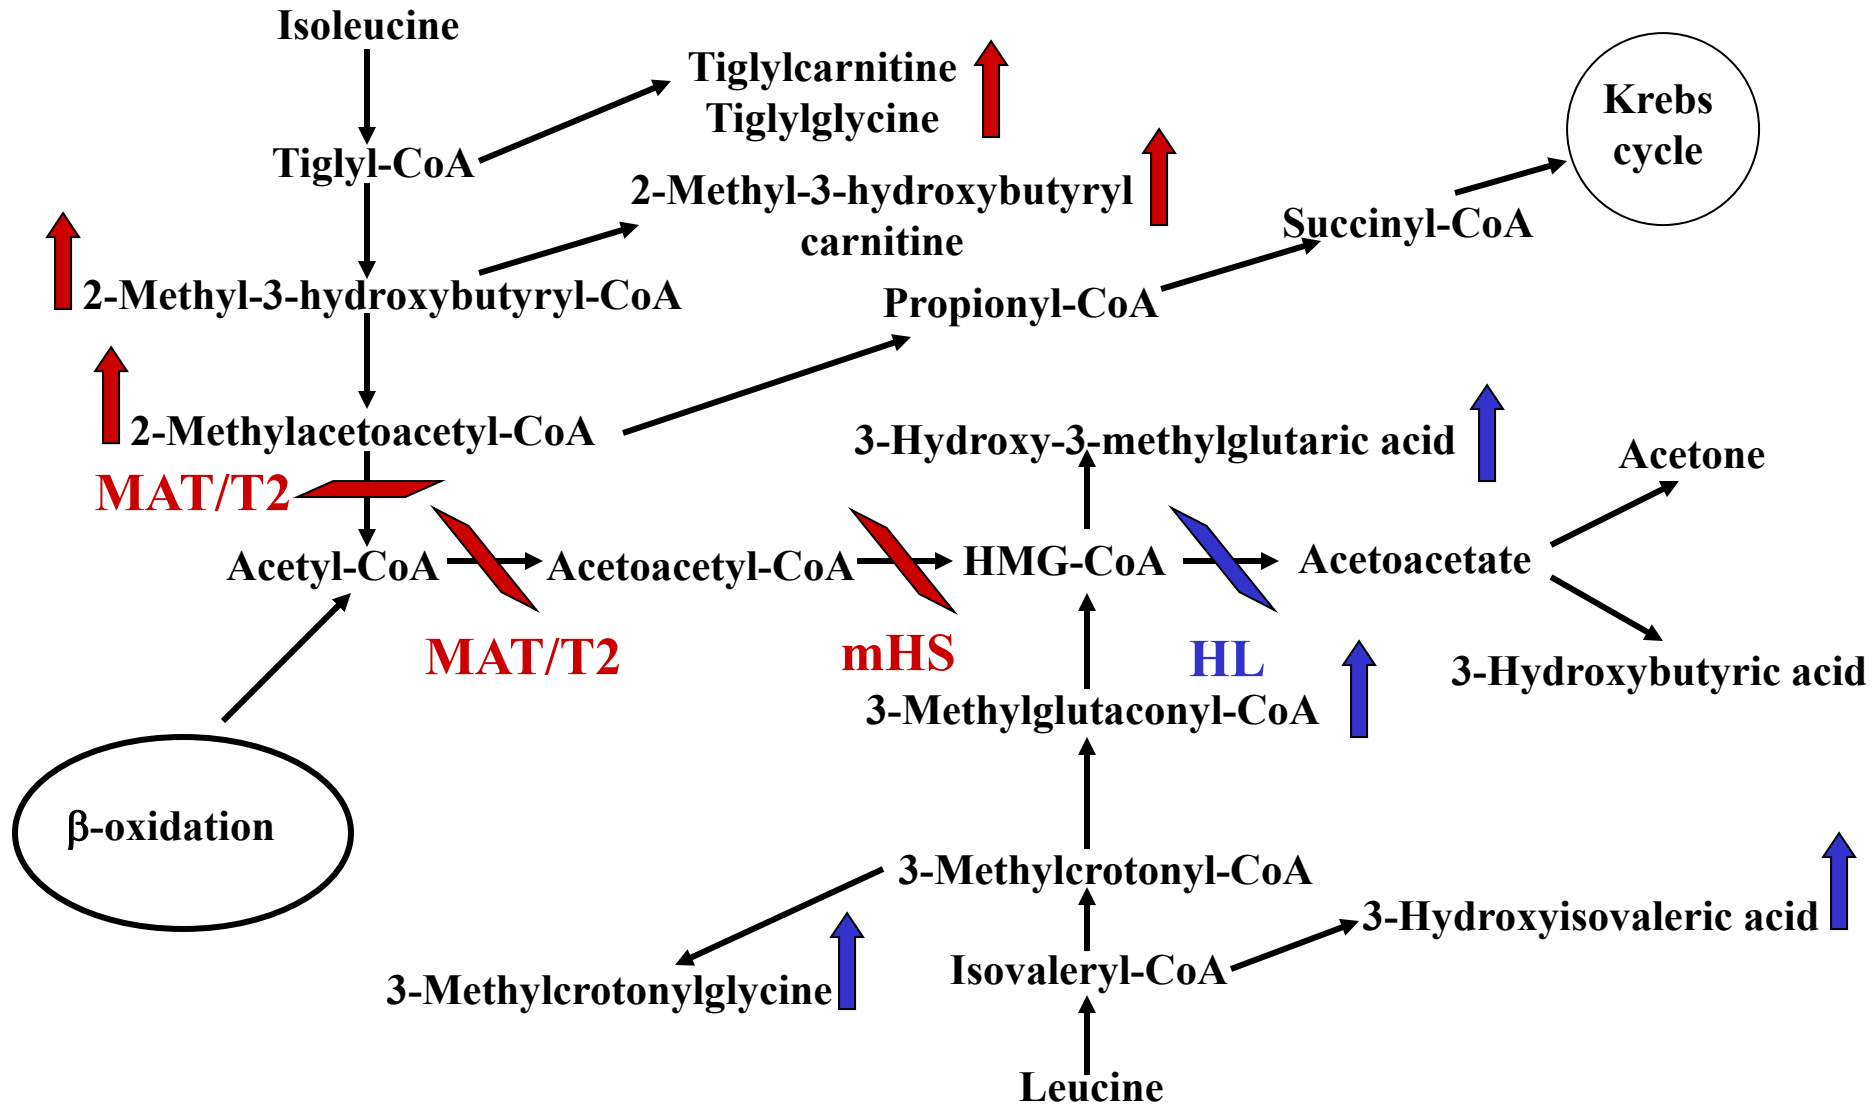 Isoleucine
Tiglylcarnitine
Tiglylglycine
Krebs
cycle
Tiglyl-CoA
2-Methyl-3-hydroxybutyryl
carnitine
Succinyl-CoA
2-Methyl-3-hydroxybutyryl-CoA
Propionyl-CoA
2-Methylacetoacetyl-CoA
3-Hydroxy-3-methylglutaric acid
Acetone
MAT/T2
Acetyl-CoA
Acetoacetyl-CoA
HMG-CoA
Acetoacetate
MAT/T2
mHS
HL
3-Hydroxybutyric acid
3-Methylglutaconyl-CoA
β-oxidation
3-Methylcrotonyl-CoA
3-Hydroxyisovaleric acid
Isovaleryl-CoA
3-Methylcrotonylglycine
Leucine